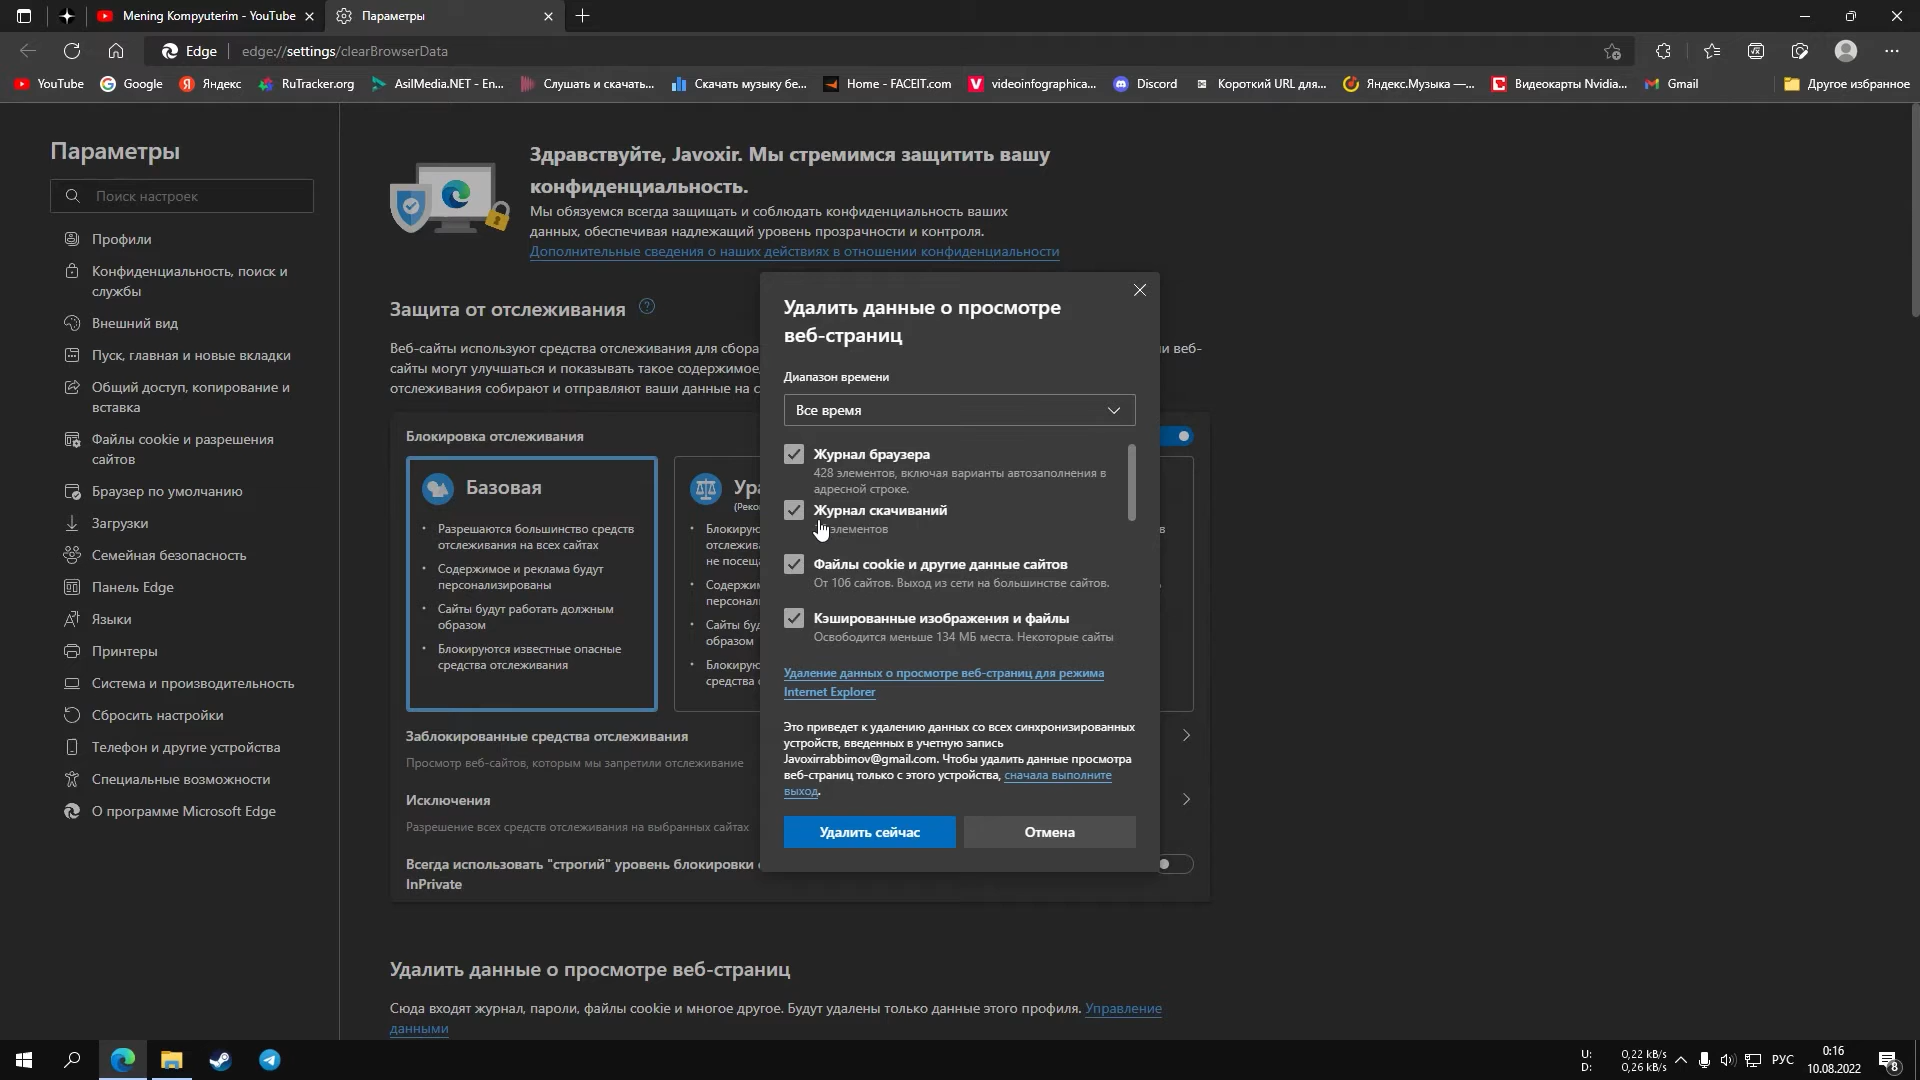 Mening Kompyuterim - YouTube
Параметры
Edge
edge://settings/clearBrowserData
YouTube
Google
Яндекс
RuTracker.org
AsilMedia.NET - En...
Слушать и скачать...
Скачать музыку бе...
Home - FACEIT.com
videoinfographica...
Discord
Короткий URL для...
Яндекс.Музыка —...
Видеокарты Nvidia...
Gmail
Другое избранное
Параметры
Поиск настроек
Профили
Конфиденциальность, поиск и
службы
Внешний вид
Пуск, главная и новые вкладки
Общий доступ, копирование и
вставка
Файлы cookie и разрешения
сайтов
Браузер по умолчанию
Загрузки
Семейная безопасность
Панель Edge
Языки
Принтеры
Система и производительность
Сбросить настройки
Телефон и другие устройства
Специальные возможности
О программе Microsoft Edge
Здравствуйте, Javoxir. Мы стремимся защитить вашу
конфиденциальность.
Мы обязуемся всегда защищать и соблюдать конфиденциальность ваших
данных, обеспечивая надлежащий уровень прозрачности и контроля.
Дополнительные сведения о наших действиях в отношении конфиденциальности
Защита от отслеживания
Веб-сайты используют средства отслеживания для сбора
и веб-
сайты могут улучшаться и показывать такое содержимое,
отслеживания собирают и отправляют ваши данные на с
Блокировка отслеживания
Базовая
Разрешаются большинство средств
отслеживания на всех сайтах
Содержимое и реклама будут
персонализированы
Сайты будут работать должным
образом
Блокируются известные опасные
средства отслеживания
Заблокированные средства отслеживания
Просмотр веб-сайтов, которым мы запретили отслеживание
Исключения
Разрешение всех средств отслеживания на выбранных сайтах
Всегда использовать "строгий" уровень блокировки
InPrivate
Удалить данные о просмотре веб-страниц
Сюда входят журнал, пароли, файлы cookie и многое другое. Будут удалены только данные этого профиля. Управление
данными
Удалить данные о просмотре
веб-страниц
Диапазон времени
Все время
Журнал браузера
428 элементов, включая варианты автозаполнения в
адресной строке.
Журнал скачиваний
элементов
Файлы cookie и другие данные сайтов
От 106 сайтов. Выход из сети на большинстве сайтов.
Кэшированные изображения и файлы
Освободится меньше 134 МБ места. Некоторые сайты
Удаление данных о просмотре веб-страниц для режима
Internet Explorer
Это приведет к удалению данных со всех синхронизированных
устройств, введенных в учетную запись
Javoxirrabbimov@gmail.com. Чтобы удалить данные просмотра
веб-страниц только с этого устройства, сначала выполните
выход.
Удалить сейчас
Отмена
U: 0,22 kB/s
D: 0,26 kB/s
РУС
0:16
10.08.2022
8